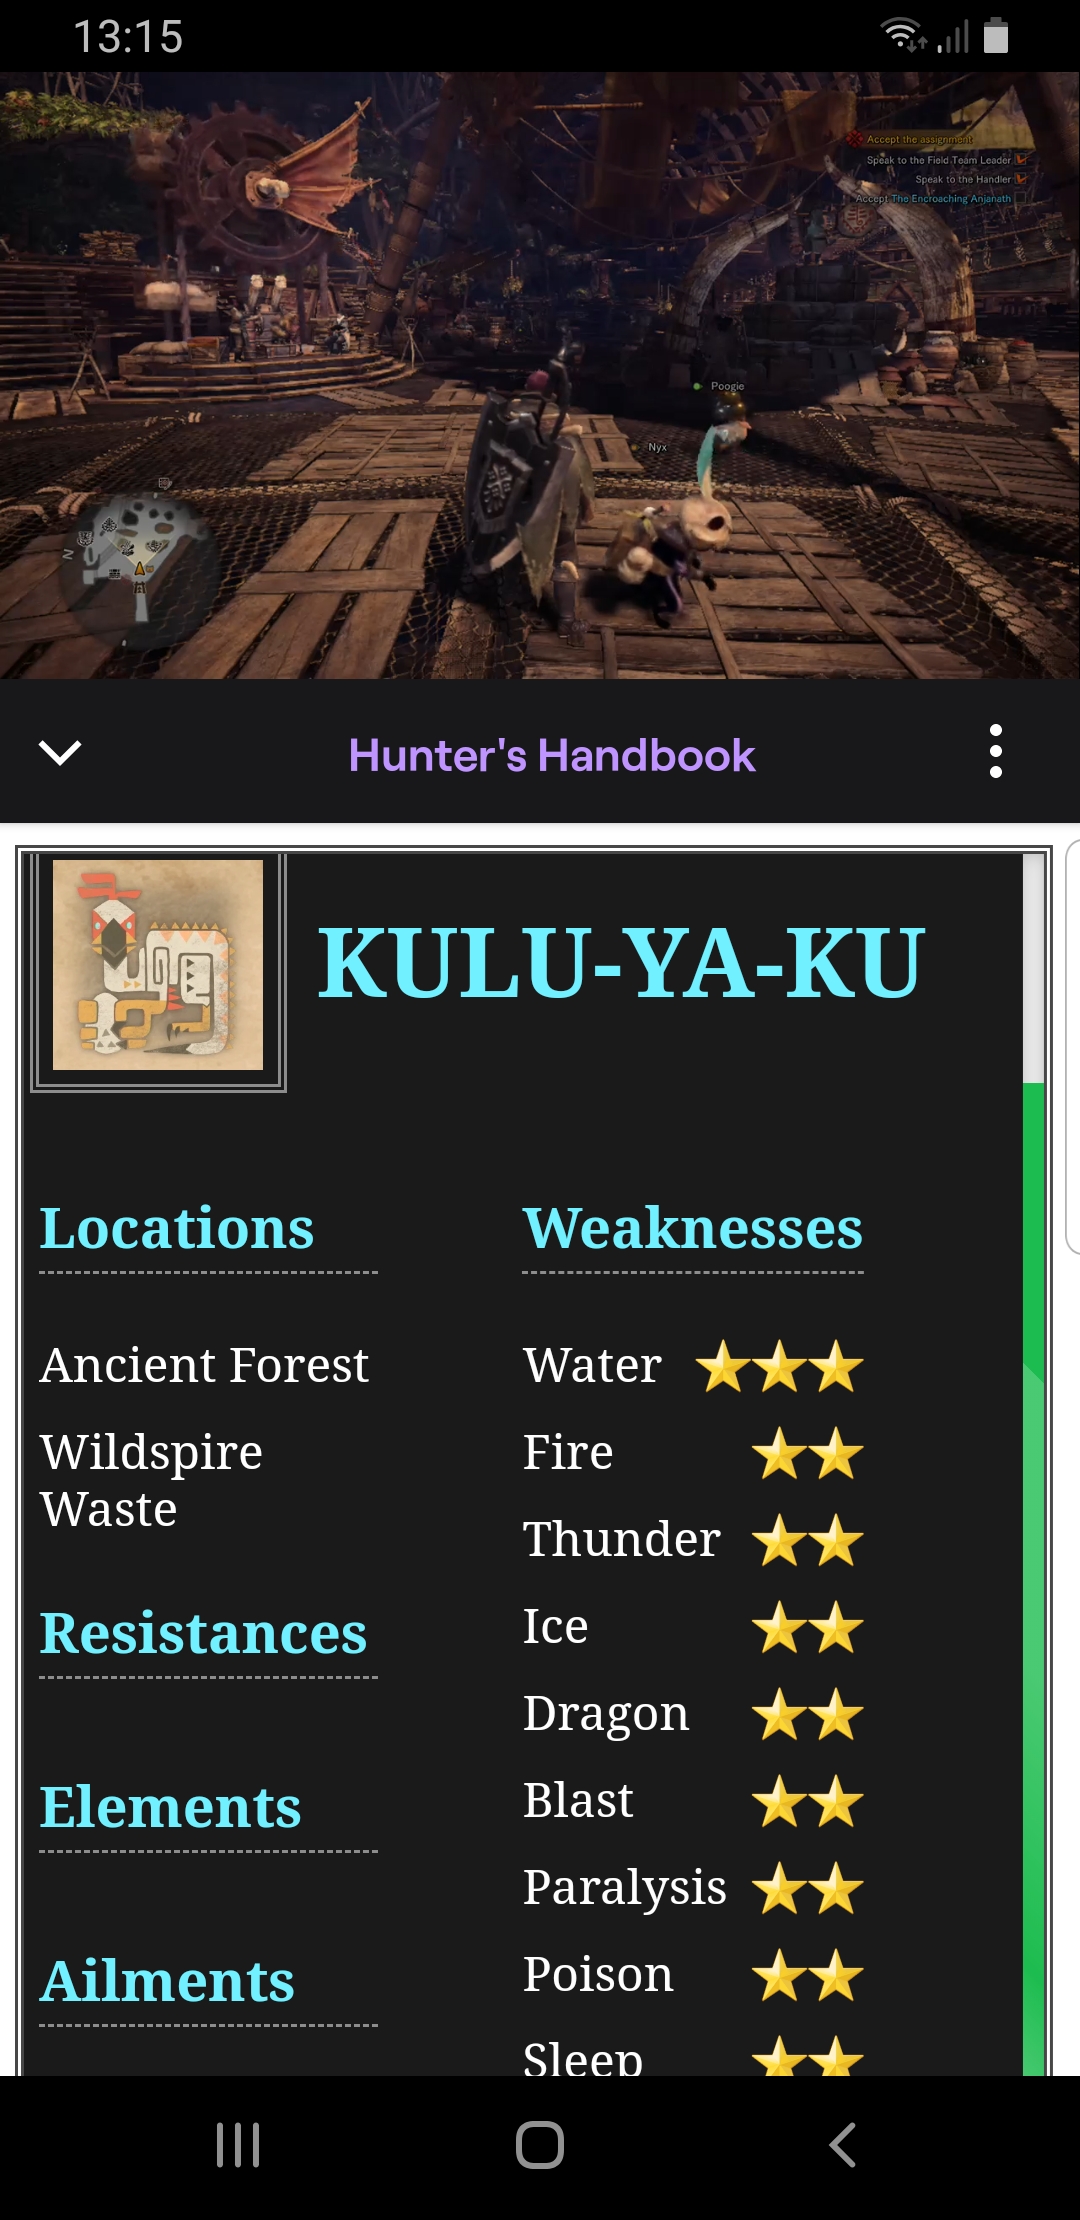 13:15
Accept the assignment
Speak to the Field Team Leader
Speak to the Handler
Accept The Encroaching Anjanath
Poogie
Nyx
N
Hunter's Handbook
KULU-YA-KU
Locations
Ancient Forest
Wildspire
Waste
Resistances
Elements
Ailments
Weaknesses
Water ⭐⭐⭐
Fire ⭐⭐
Thunder ⭐⭐
Ice ⭐⭐
Dragon ⭐⭐
Blast ⭐⭐
Paralysis ⭐⭐
Poison ⭐⭐
Sleep ⭐⭐